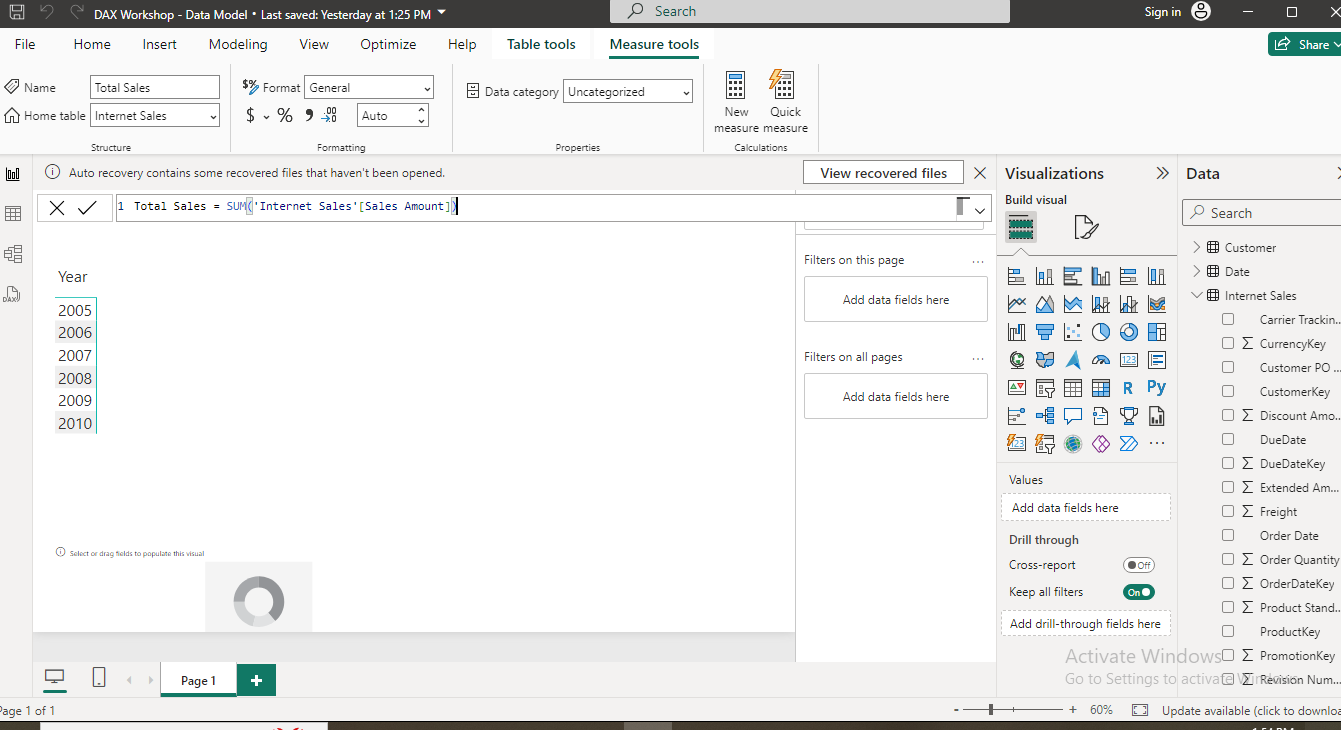 DAX Workshop - Data Model • Last saved: Yesterday at 1:25 PM
Search
Sign in
File Home Insert Modeling View Optimize Help Table tools Measure tools
Share
Name Total Sales
Home table Internet Sales
Structure
$% Format General
$ % 9 .00 Auto
Formatting
Data category Uncategorized
Properties
New measure
Quick measure
Calculations
Auto recovery contains some recovered files that haven't been opened.
View recovered files
1 Total Sales = SUM('Internet Sales'[Sales Amount])
Year
2005
2006
2007
2008
2009
2010
Select or drag fields to populate this visual
Filters on this page ...
Add data fields here
Filters on all pages ...
Add data fields here
Visualizations
Build visual
123
R
Py
123
...
Values
Add data fields here
Drill through
Cross-report Off
Keep all filters On
Add drill-through fields here
Data
Search
Customer
Date
Internet Sales
Carrier Trackin...
Σ CurrencyKey
Customer PO ...
CustomerKey
Σ Discount Amo...
DueDate
Σ DueDateKey
Σ Extended Am...
Σ Freight
Order Date
Σ Order Quantity
Σ OrderDateKey
Σ Product Stand...
ProductKey
Σ PromotionKey
Σ Revision Num...
Activate Windows
Go to Settings to activate Windows.
DAX
Page 1
+
Page 1 of 1
- + 60%
Update available (click to downloa